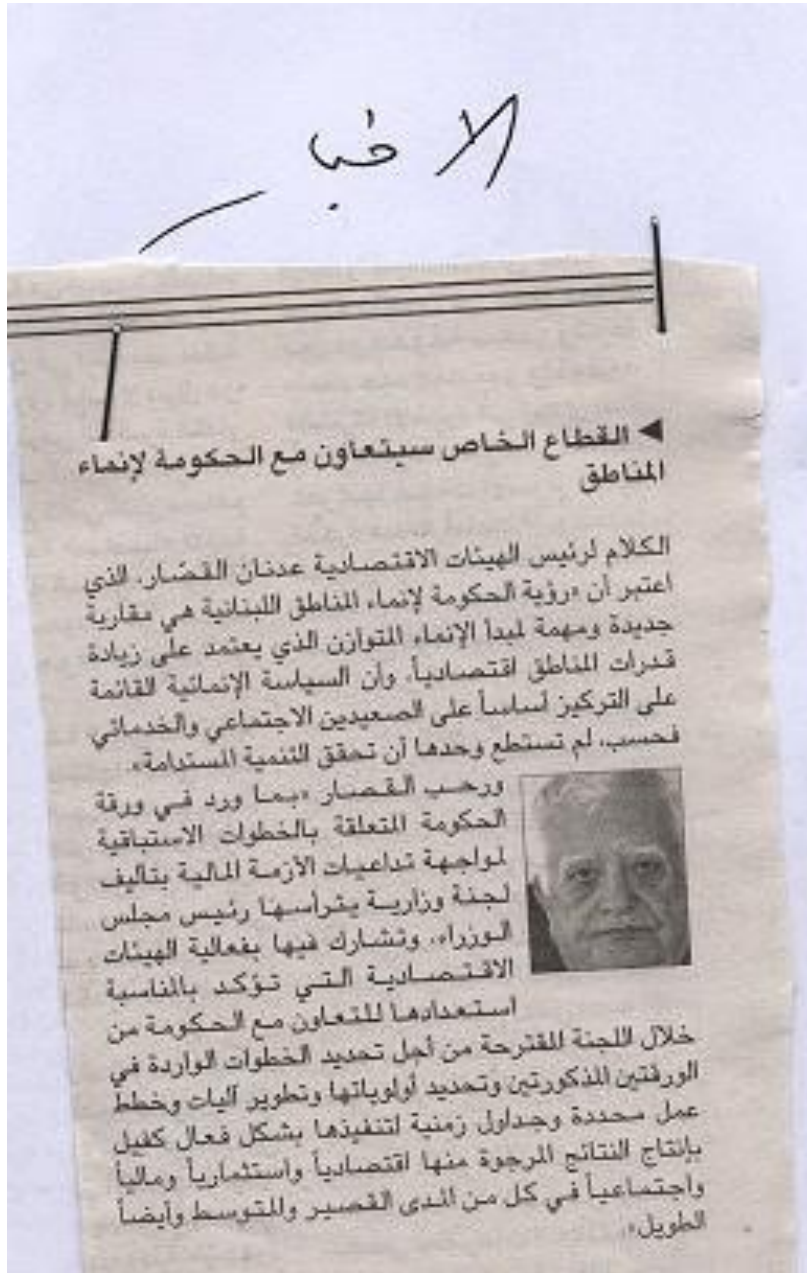 الاخبار
◄ القطاع الخاص سيتعاون مع الحكومة لإنماء
المناطق
الكلام لرئيس الهيئات الاقتصادية عدنان القصّار، الذي
اعتبر أن «رؤية الحكومة لإنماء المناطق اللبنانية هي مقاربة
جديدة ومهمة لمبدأ الإنماء المتوازن الذي يعتمد على زيادة
قدرات المناطق اقتصادياً، وأن السياسة الإنمائية القائمة
على التركيز أساساً على الصعيدين الاجتماعي والخدماتي
فحسب، لم تستطع وحدها أن تحقق التنمية المستدامة».
ورحب القصار «بما ورد في ورقة
الحكومة المتعلقة بالخطوات الاستباقية
لمواجهة تداعيات الأزمة المالية بتأليف
لجنة وزارية يترأسها رئيس مجلس
الوزراء، وتشارك فيها بفعالية الهيئات
الاقتصادية التي تؤكد بالمناسبة
استعدادها للتعاون مع الحكومة من
خلال اللجنة المقترحة من أجل تحديد الخطوات الواردة في
الورقتين المذكورتين وتحديد أولوياتها وتطوير آليات وخطط
عمل محددة وجداول زمنية لتنفيذها بشكل فعال كفيل
بإنتاج النتائج المرجوة منها اقتصادياً واستثمارياً ومالياً
واجتماعياً في كل من المدى القصير والمتوسط وأيضاً
الطويل».